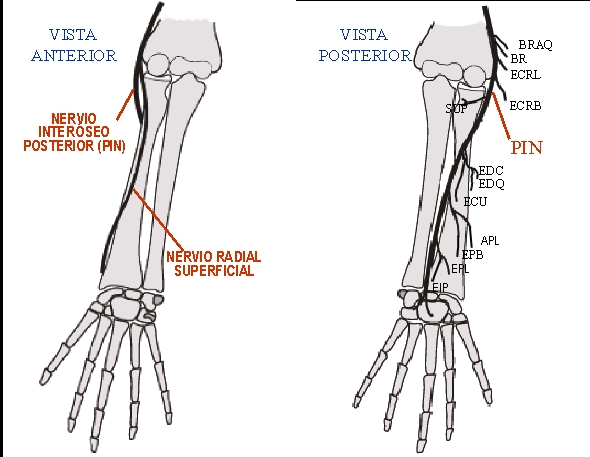 VISTA
ANTERIOR
NERVIO
INTEROSEO
POSTERIOR (PIN)
NERVIO RADIAL
SUPERFICIAL
VISTA
POSTERIOR
BRAQ
BR
ECRL
ECRB
SUP
PIN
EDC
EDQ
ECU
APL
EPB
EPL
EIP